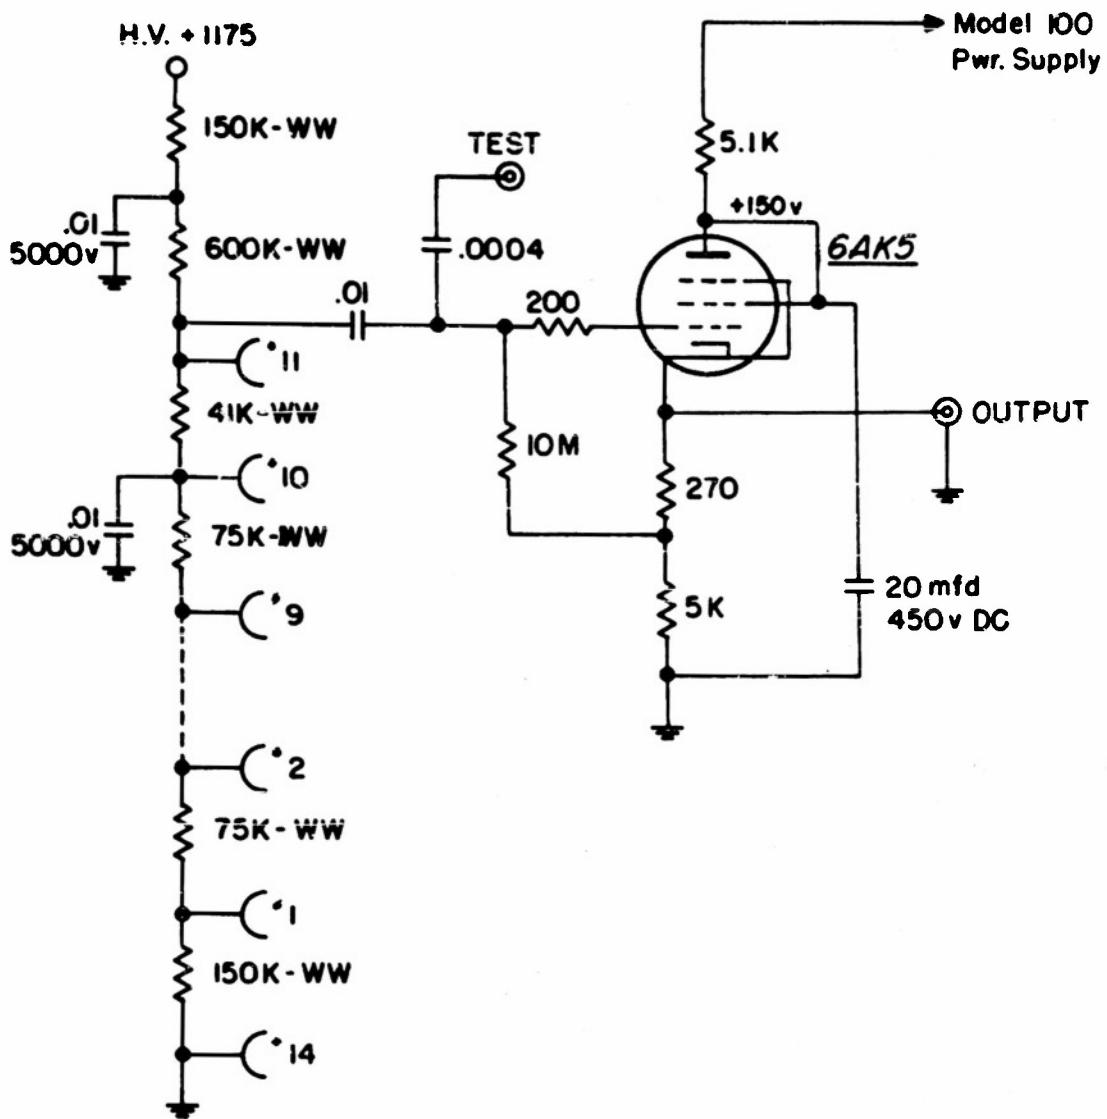 H.V. + 1175
Model 100
Pwr. Supply
150K-WW
TEST
5.1K
+150v
.01
5000v
600K-WW
.0004
6AK5
.01
200
11
41K-WW
OUTPUT
10M
10
270
.01
5000v
75K-WW
9
5K
20 mfd
450v DC
2
75K-WW
1
150K-WW
14